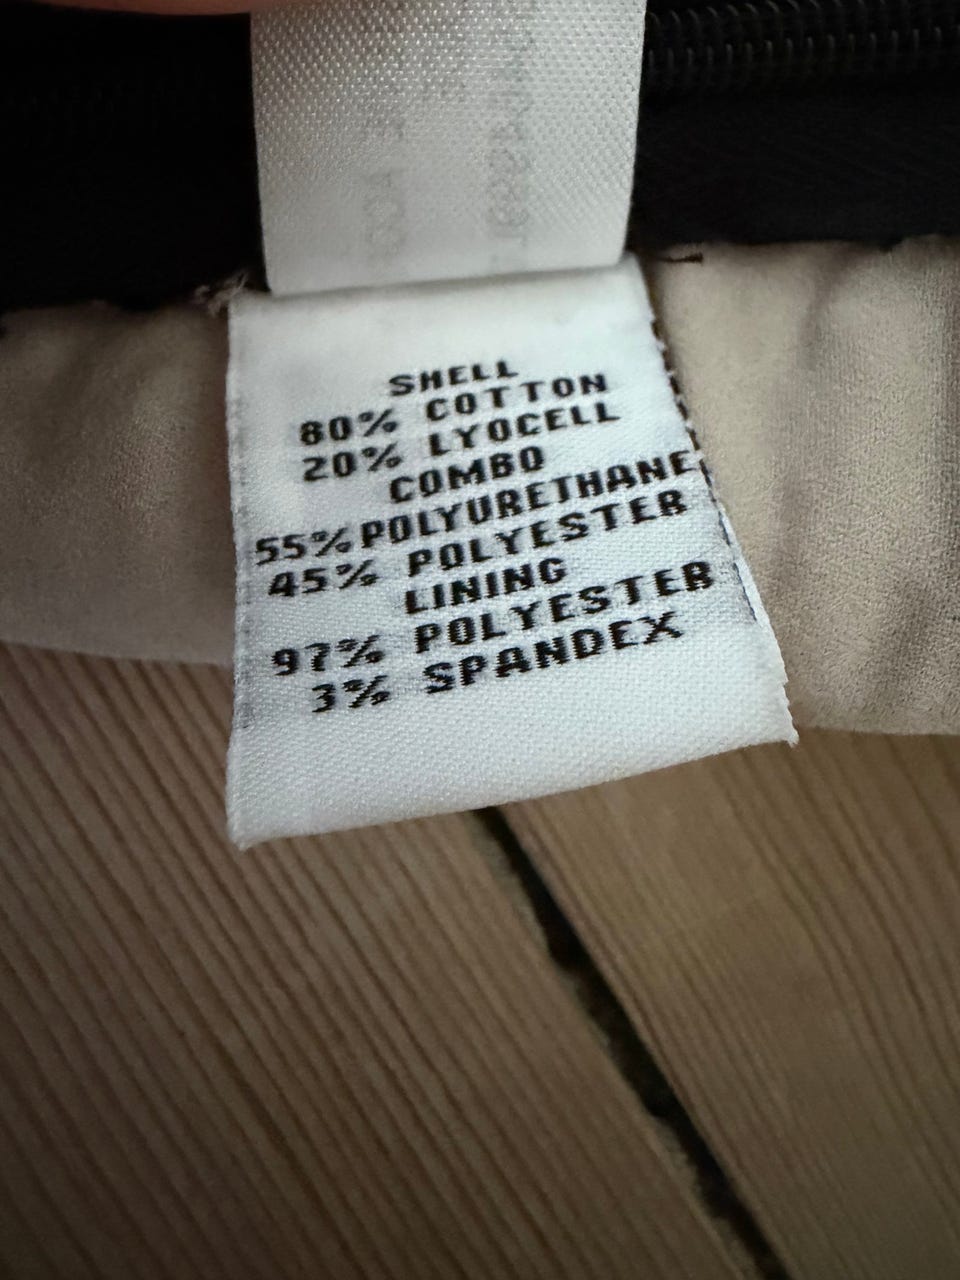 SHELL
80% COTTON
20% LYOCELL
COMBO
55%POLYURETHANE
45% POLYESTER
LINING
97% POLYESTER
3% SPANDEX